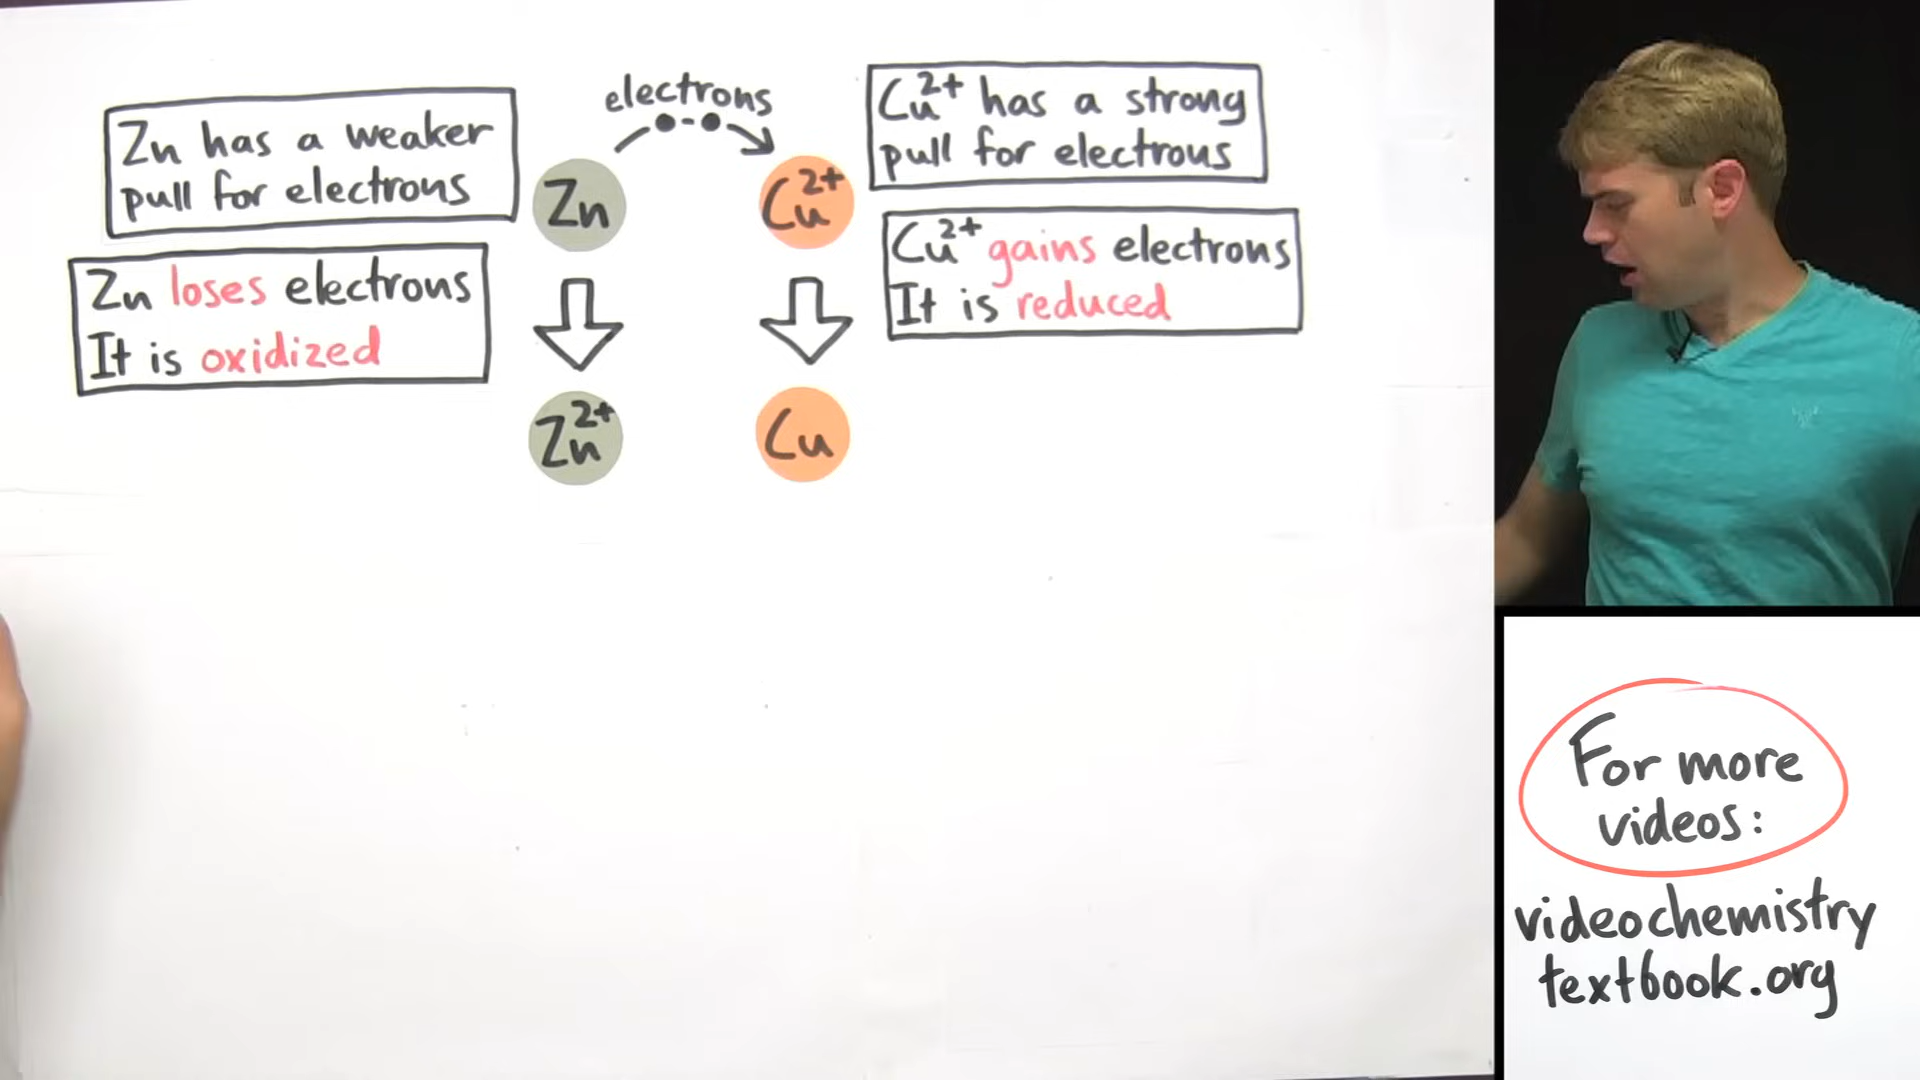 Zn has a weaker
pull for electrons
Zn loses electrons
It is oxidized
electrons
Zn
Cu²⁺
Zn²⁺
Cu
Cu²⁺ has a strong
pull for electrons
Cu²⁺ gains electrons
It is reduced
For more
videos:
videochemistry
textbook.org